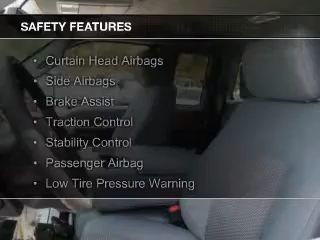 SAFETY FEATURES
• Curtain Head Airbags
• Side Airbags
• Brake Assist
• Traction Control
• Stability Control
• Passenger Airbag
• Low Tire Pressure Warning